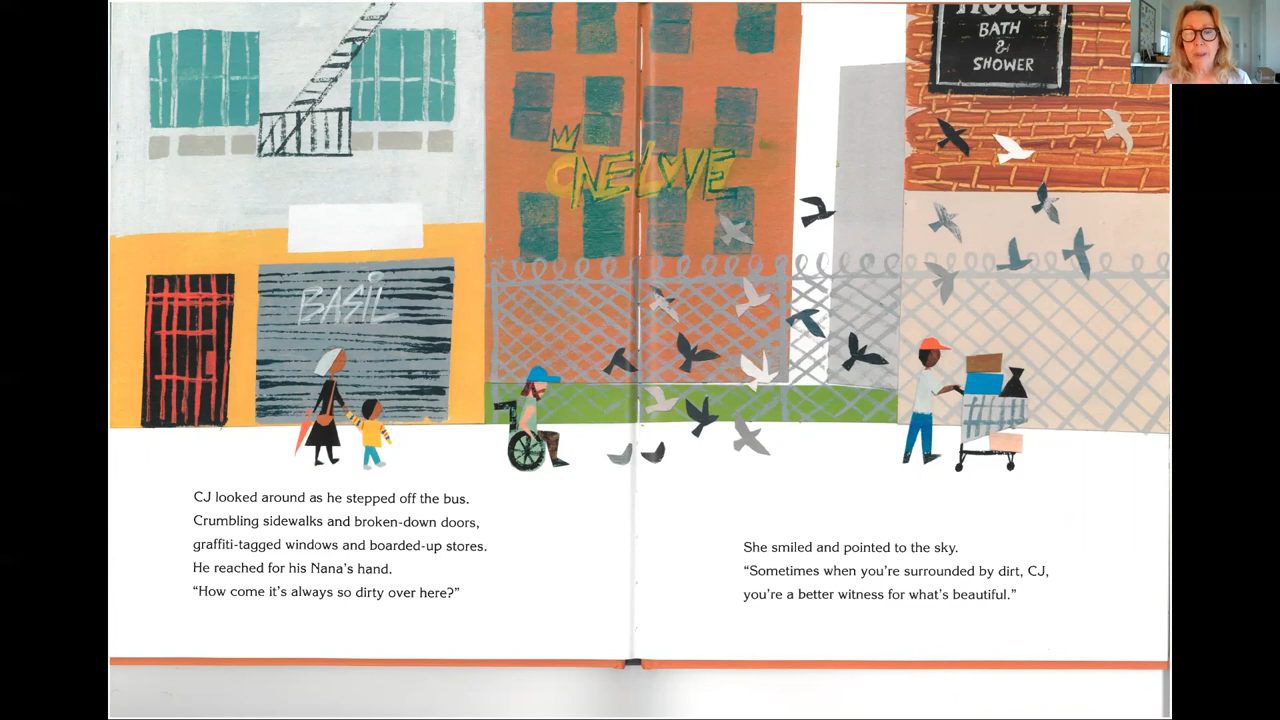 hotel
BATH
&
SHOWER
ONE LOVE
BASIL
CJ looked around as he stepped off the bus.
Crumbling sidewalks and broken-down doors,
graffiti-tagged windows and boarded-up stores.
He reached for his Nana's hand.
“How come it's always so dirty over here?”
She smiled and pointed to the sky.
“Sometimes when you're surrounded by dirt, CJ,
you're a better witness for what's beautiful.”